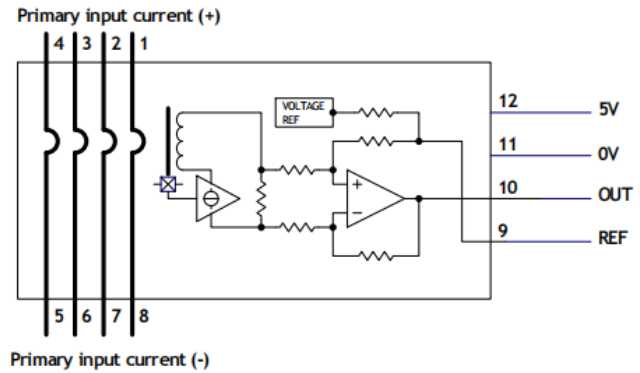 Primary input current (+)
4 3 2 1
VOLTAGE
REF
12 5V
11 0V
+
10 OUT
−
9 REF
5 6 7 8
Primary input current (-)